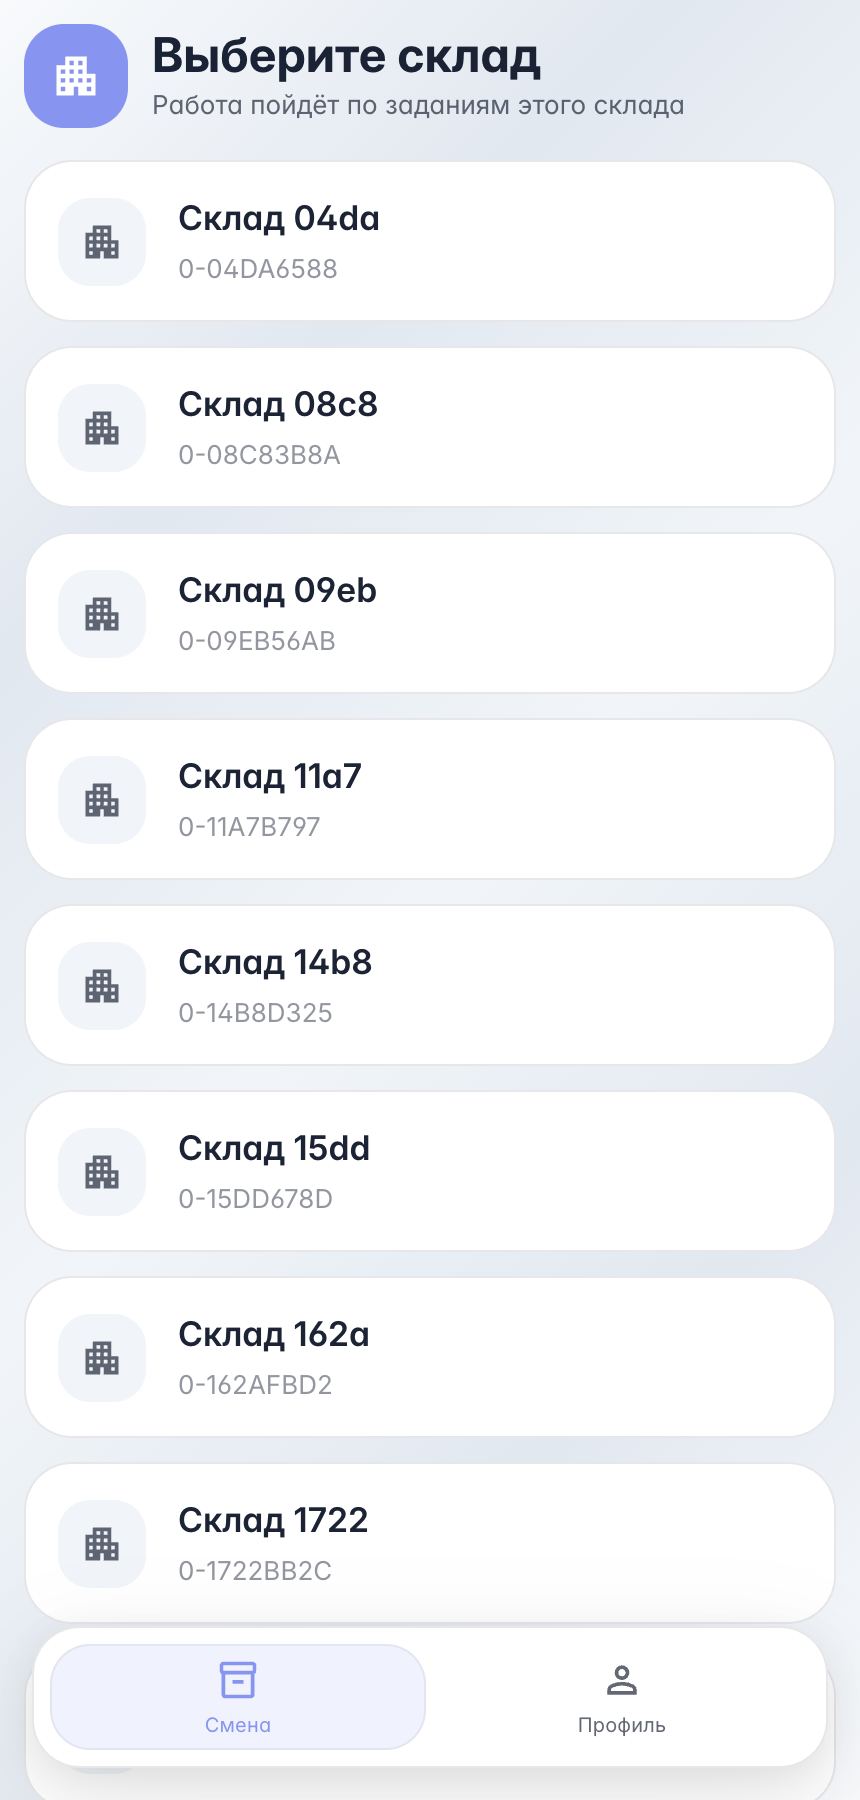 Выберите склад
Работа пойдёт по заданиям этого склада
Склад 04da
0-04DA6588
Склад 08c8
0-08C83B8A
Склад 09eb
0-09EB56AB
Склад 11a7
0-11A7B797
Склад 14b8
0-14B8D325
Склад 15dd
0-15DD678D
Склад 162a
0-162AFBD2
Склад 1722
0-1722BB2C
Смена
Профиль